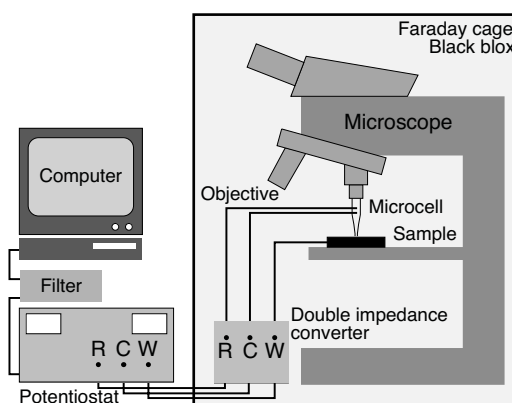 Faraday cage
Black blox
Microscope
Computer
Objective
Microcell
Sample
Filter
Double impedance
converter
R C W
R C W
Potentiostat